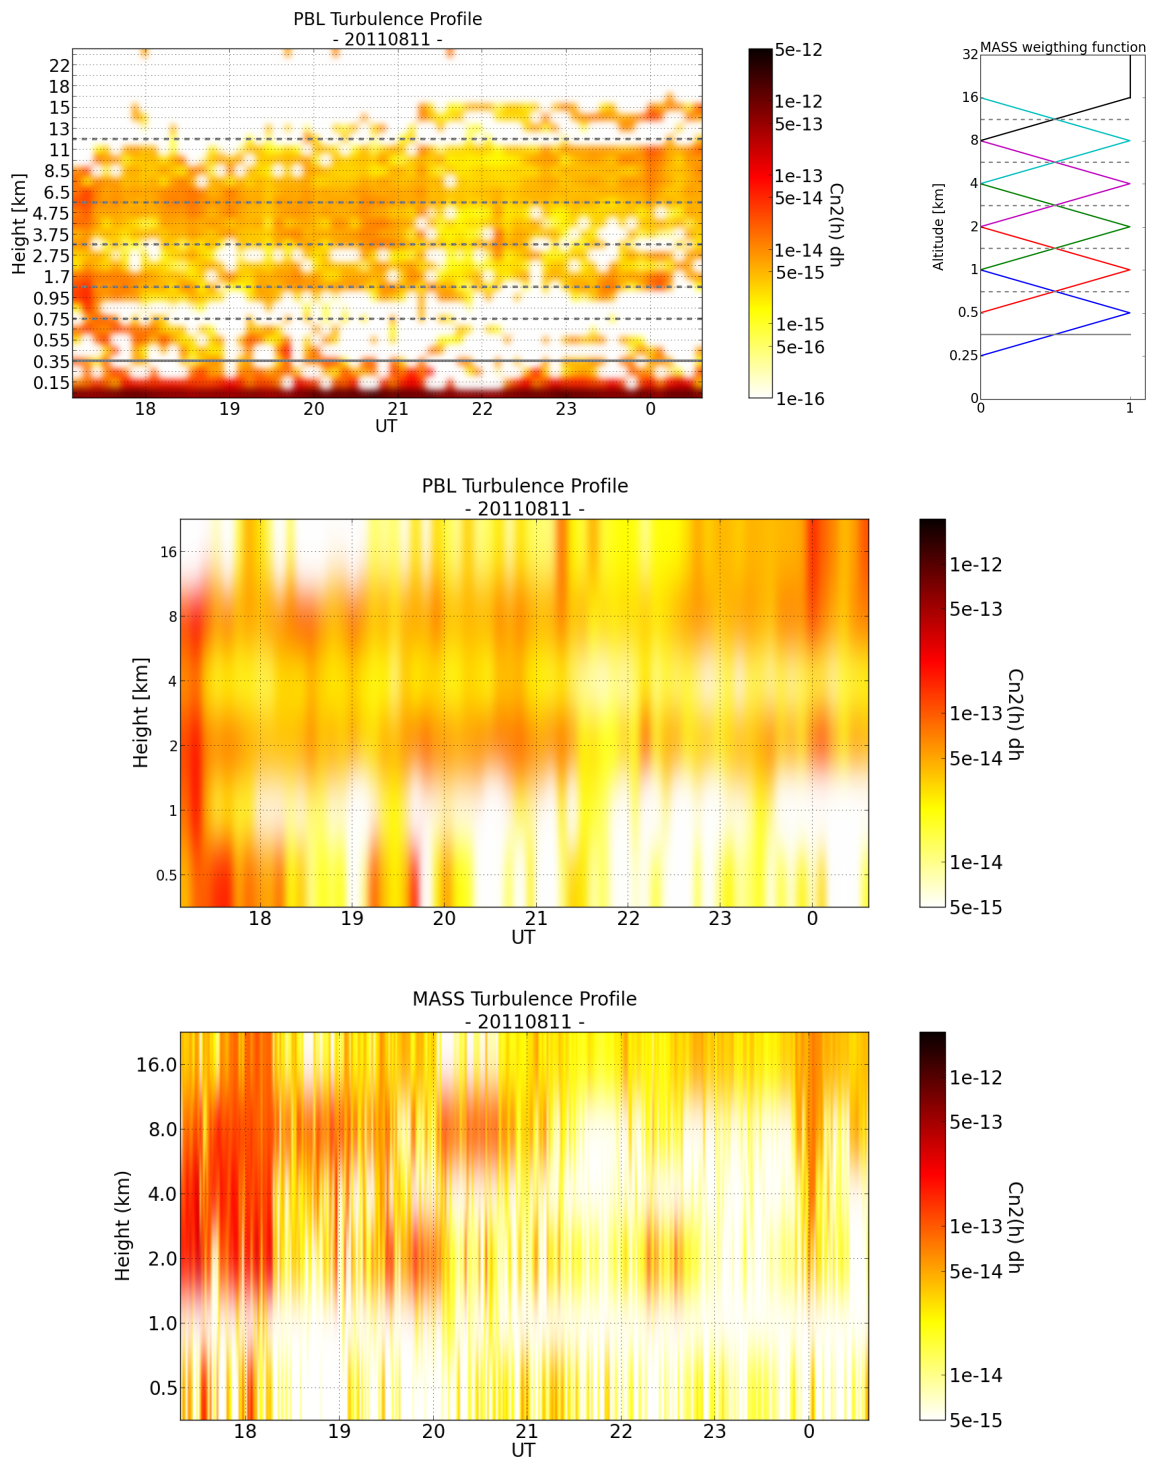 PBL Turbulence Profile
- 20110811 -
Height [km]
22
18
15
13
11
8.5
6.5
4.75
3.75
2.75
1.7
0.95
0.75
0.55
0.35
0.15
18 19 20 21 22 23 0
UT
5e-12
1e-12
5e-13
1e-13
5e-14
1e-14
5e-15
1e-15
5e-16
1e-16
Cn2(h) dh
MASS weigthing function
Altitude [km]
32
16
8
4
2
1
0.5
0.25
0
0 1
PBL Turbulence Profile
- 20110811 -
Height [km]
16
8
4
2
1
0.5
18 19 20 21 22 23 0
UT
1e-12
5e-13
1e-13
5e-14
1e-14
5e-15
Cn2(h) dh
MASS Turbulence Profile
- 20110811 -
Height (km)
16.0
8.0
4.0
2.0
1.0
0.5
18 19 20 21 22 23 0
UT
1e-12
5e-13
1e-13
5e-14
1e-14
5e-15
Cn2(h) dh